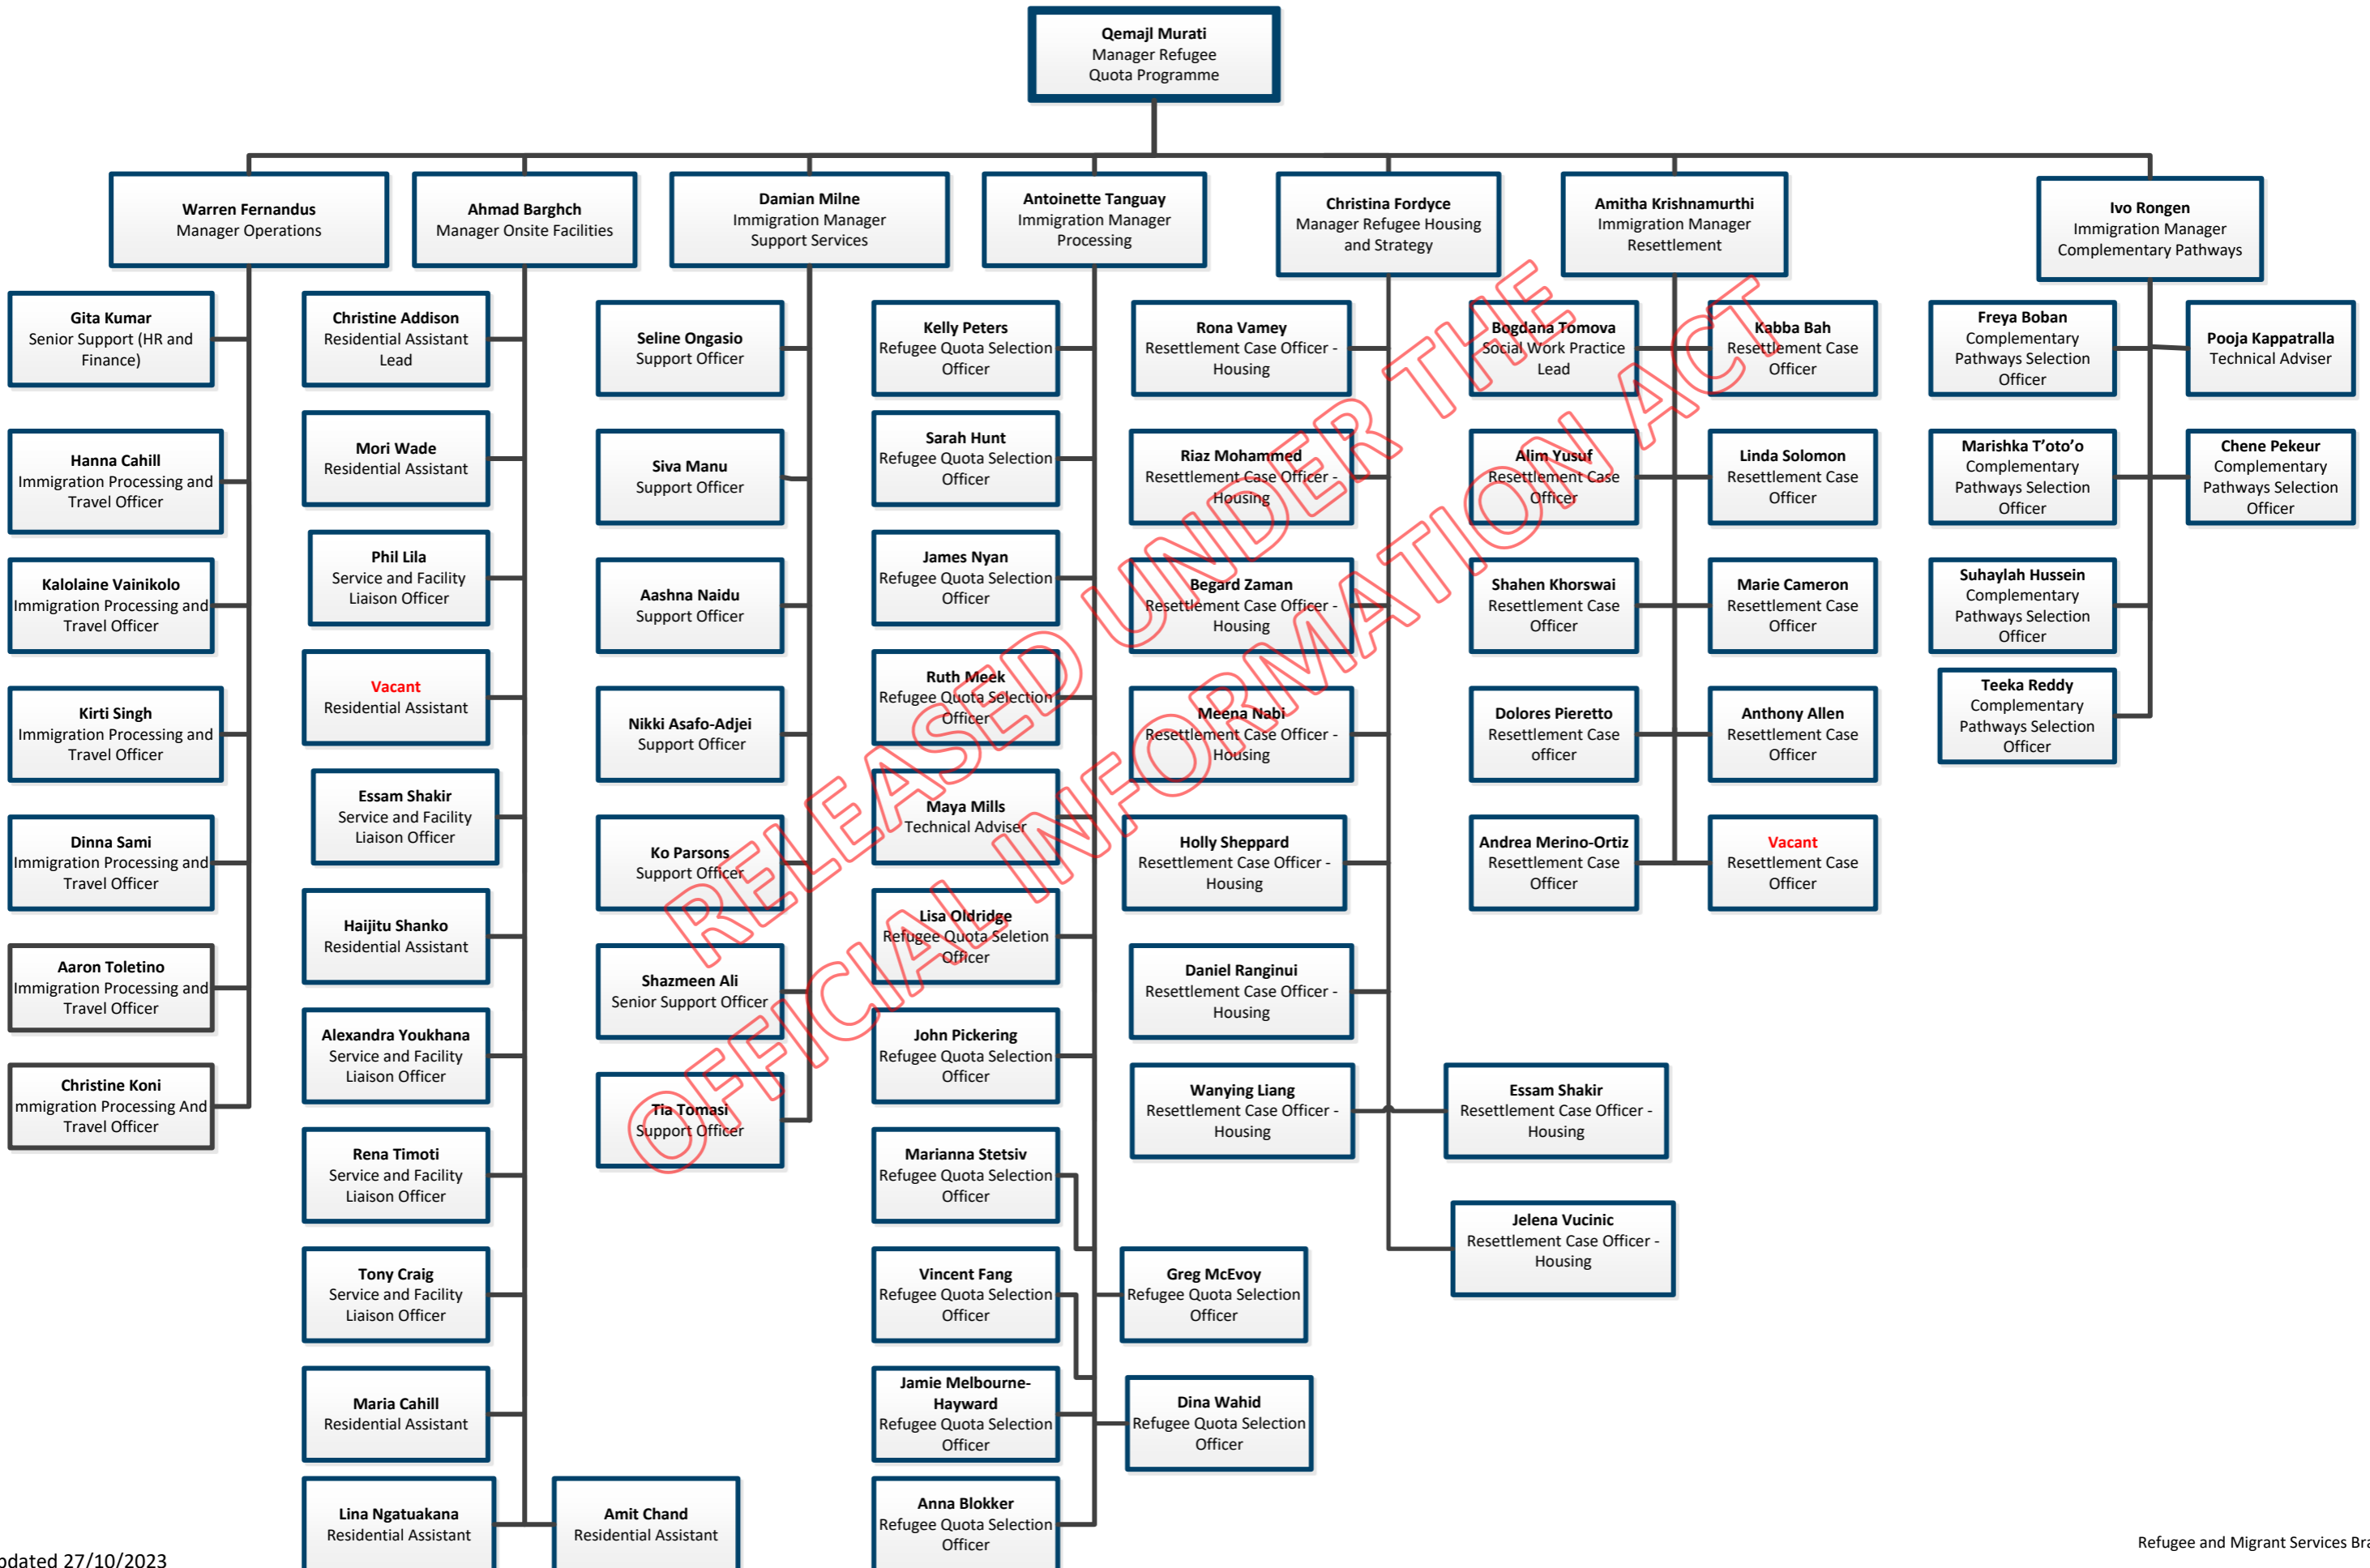 Qemajl Murati
Manager Refugee
Quota Programme
Warren Fernandus
Manager Operations
Ahmad Barghch
Manager Onsite Facilities
Damian Milne
Immigration Manager
Support Services
Antoinette Tanguay
Immigration Manager
Processing
Christina Fordyce
Manager Refugee Housing
and Strategy
Amitha Krishnamurthi
Immigration Manager
Resettlement
Ivo Rongen
Immigration Manager
Complementary Pathways
Gita Kumar
Senior Support (HR and
Finance)
Hanna Cahill
Immigration Processing and
Travel Officer
Kalolaine Vainikolo
Immigration Processing and
Travel Officer
Kirti Singh
Immigration Processing and
Travel Officer
Dinna Sami
Immigration Processing and
Travel Officer
Aaron Toletino
Immigration Processing and
Travel Officer
Christine Koni
mmigration Processing And
Travel Officer
Christine Addison
Residential Assistant
Lead
Mori Wade
Residential Assistant
Phil Lila
Service and Facility
Liaison Officer
Vacant
Residential Assistant
Essam Shakir
Service and Facility
Liaison Officer
Haijitu Shanko
Residential Assistant
Alexandra Youkhana
Service and Facility
Liaison Officer
Rena Timoti
Service and Facility
Liaison Officer
Tony Craig
Service and Facility
Liaison Officer
Maria Cahill
Residential Assistant
Lina Ngatuakana
Residential Assistant
Amit Chand
Residential Assistant
Seline Ongasio
Support Officer
Siva Manu
Support Officer
Aashna Naidu
Support Officer
Nikki Asafo-Adjei
Support Officer
Ko Parsons
Support Officer
Shazmeen Ali
Senior Support Officer
Tia Tomasi
Support Officer
Kelly Peters
Refugee Quota Selection
Officer
Sarah Hunt
Refugee Quota Selection
Officer
James Nyan
Refugee Quota Selection
Officer
Ruth Meek
Refugee Quota Selection
Officer
Maya Mills
Technical Adviser
Lisa Oldridge
Refugee Quota Seletion
Officer
John Pickering
Refugee Quota Selection
Officer
Marianna Stetsiv
Refugee Quota Selection
Officer
Vincent Fang
Refugee Quota Selection
Officer
Jamie Melbourne-
Hayward
Refugee Quota Selection
Officer
Anna Blokker
Refugee Quota Selection
Officer
Greg McEvoy
Refugee Quota Selection
Officer
Dina Wahid
Refugee Quota Selection
Officer
Rona Vamey
Resettlement Case Officer -
Housing
Riaz Mohammed
Resettlement Case Officer -
Housing
Begard Zaman
Resettlement Case Officer -
Housing
Meena Nabi
Resettlement Case Officer -
Housing
Holly Sheppard
Resettlement Case Officer -
Housing
Daniel Ranginui
Resettlement Case Officer -
Housing
Wanying Liang
Resettlement Case Officer -
Housing
Essam Shakir
Resettlement Case Officer -
Housing
Jelena Vucinic
Resettlement Case Officer -
Housing
Bogdana Tomova
Social Work Practice
Lead
Alim Yusuf
Resettlement Case
Officer
Shahen Khorswai
Resettlement Case
Officer
Dolores Pieretto
Resettlement Case
officer
Andrea Merino-Ortiz
Resettlement Case
Officer
Kabba Bah
Resettlement Case
Officer
Linda Solomon
Resettlement Case
Officer
Marie Cameron
Resettlement Case
Officer
Anthony Allen
Resettlement Case
Officer
Vacant
Resettlement Case
Officer
Freya Boban
Complementary
Pathways Selection
Officer
Marishka T’oto’o
Complementary
Pathways Selection
Officer
Suhaylah Hussein
Complementary
Pathways Selection
Officer
Teeka Reddy
Complementary
Pathways Selection
Officer
Pooja Kappatralla
Technical Adviser
Chene Pekeur
Complementary
Pathways Selection
Officer
RELEASED UNDER THE
OFFICIAL INFORMATION ACT
pdated 27/10/2023
Refugee and Migrant Services Bra